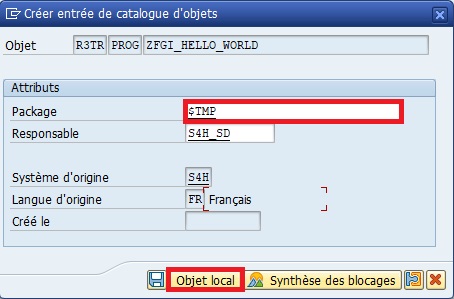 Créer entrée de catalogue d'objets
Objet R3TR PROG ZFGI_HELLO_WORLD
Attributs
Package $TMP
Responsable S4H_SD
Système d'origine S4H
Langue d'origine FR Français
Créé le
Objet local Synthèse des blocages